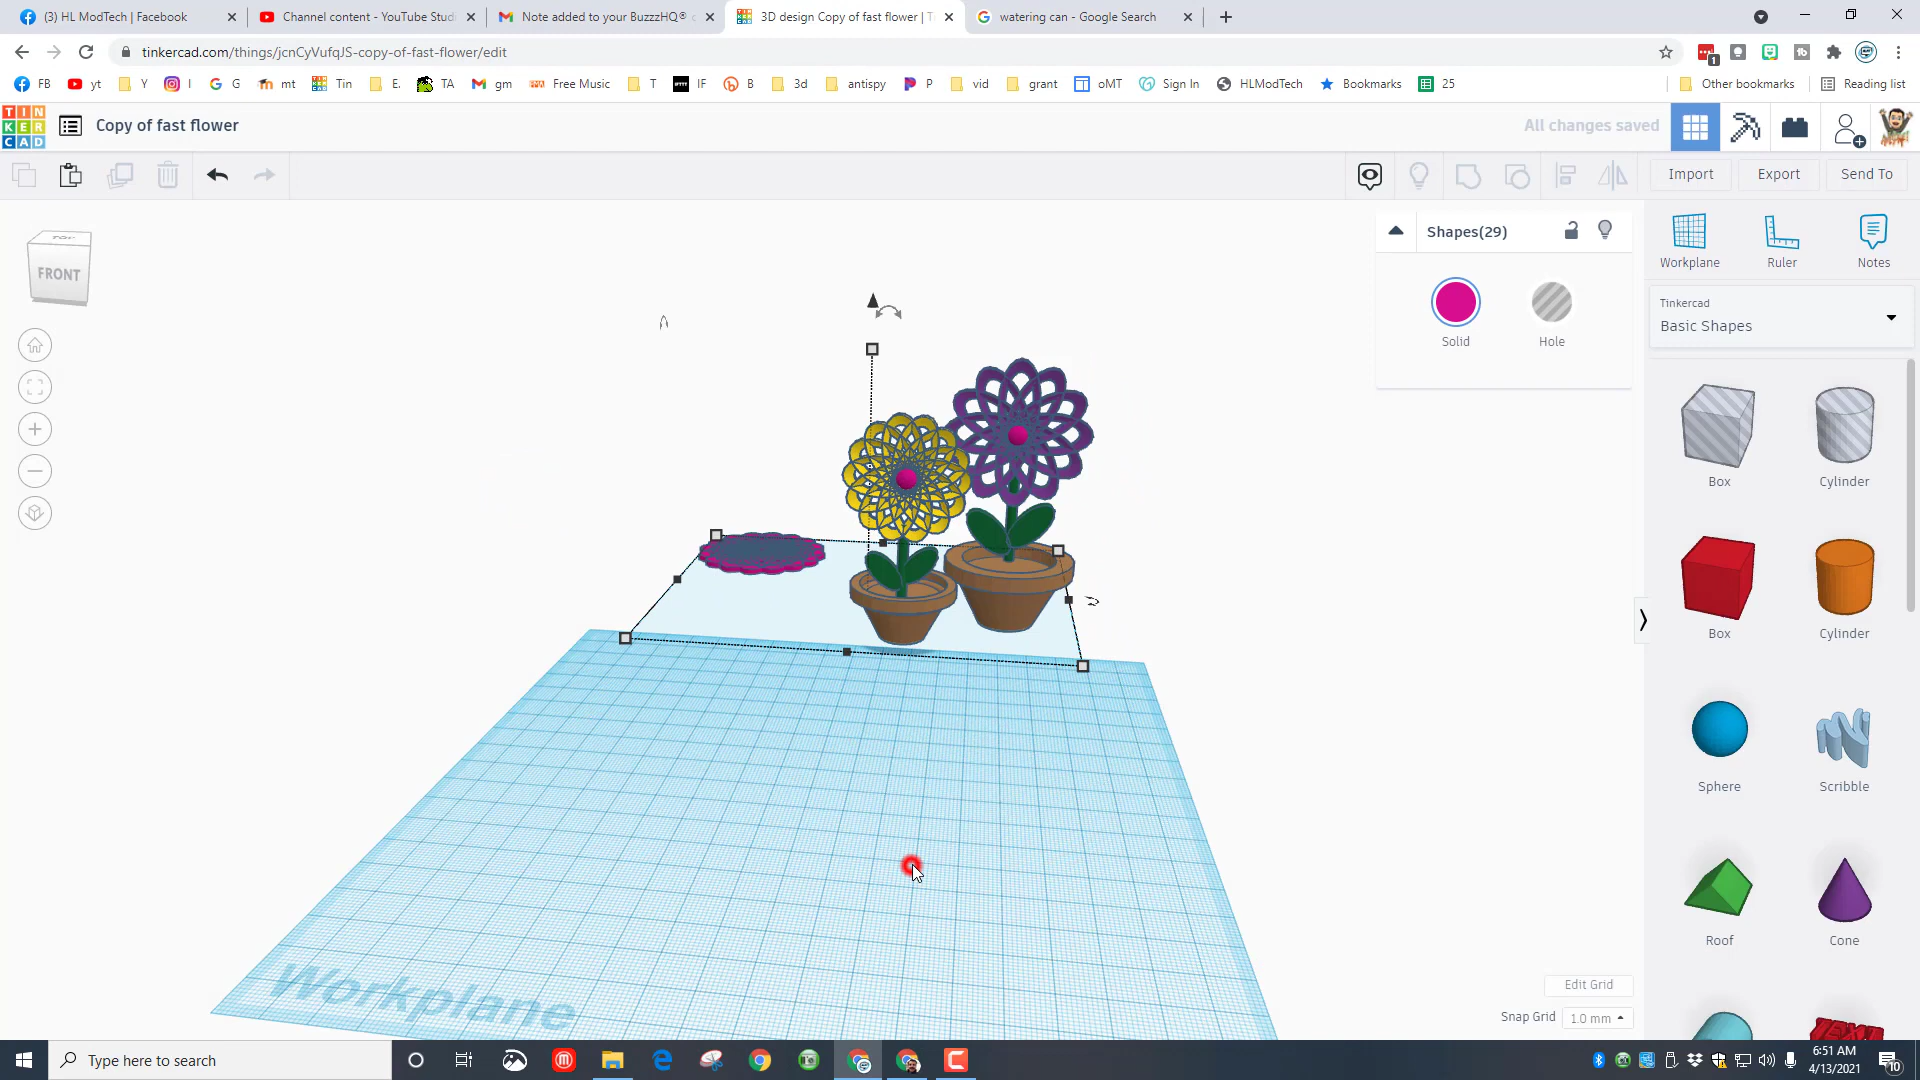 (3) HL ModTech | Facebook
Channel content - YouTube Studi
Note added to your BuzzzHQ®
3D design Copy of fast flower | Ti
watering can - Google Search
tinkercad.com/things/jcnCyVufqJS-copy-of-fast-flower/edit
FB
yt
Y
I
G
mt
Tin
E.
TA
gm
Free Music
T
IF
B
3d
antispy
P
vid
grant
oMT
Sign In
HLModTech
Bookmarks
25
Other bookmarks
Reading list
TIN
KER
CAD
Copy of fast flower
All changes saved
Import
Export
Send To
TOP
FRONT
Shapes(29)
Solid
Hole
Workplane
Ruler
Notes
Tinkercad
Basic Shapes
Box
Cylinder
Box
Cylinder
Sphere
Scribble
Roof
Cone
TEXT
Workplane
Edit Grid
Snap Grid
1.0 mm
Type here to search
6:51 AM
4/13/2021
10